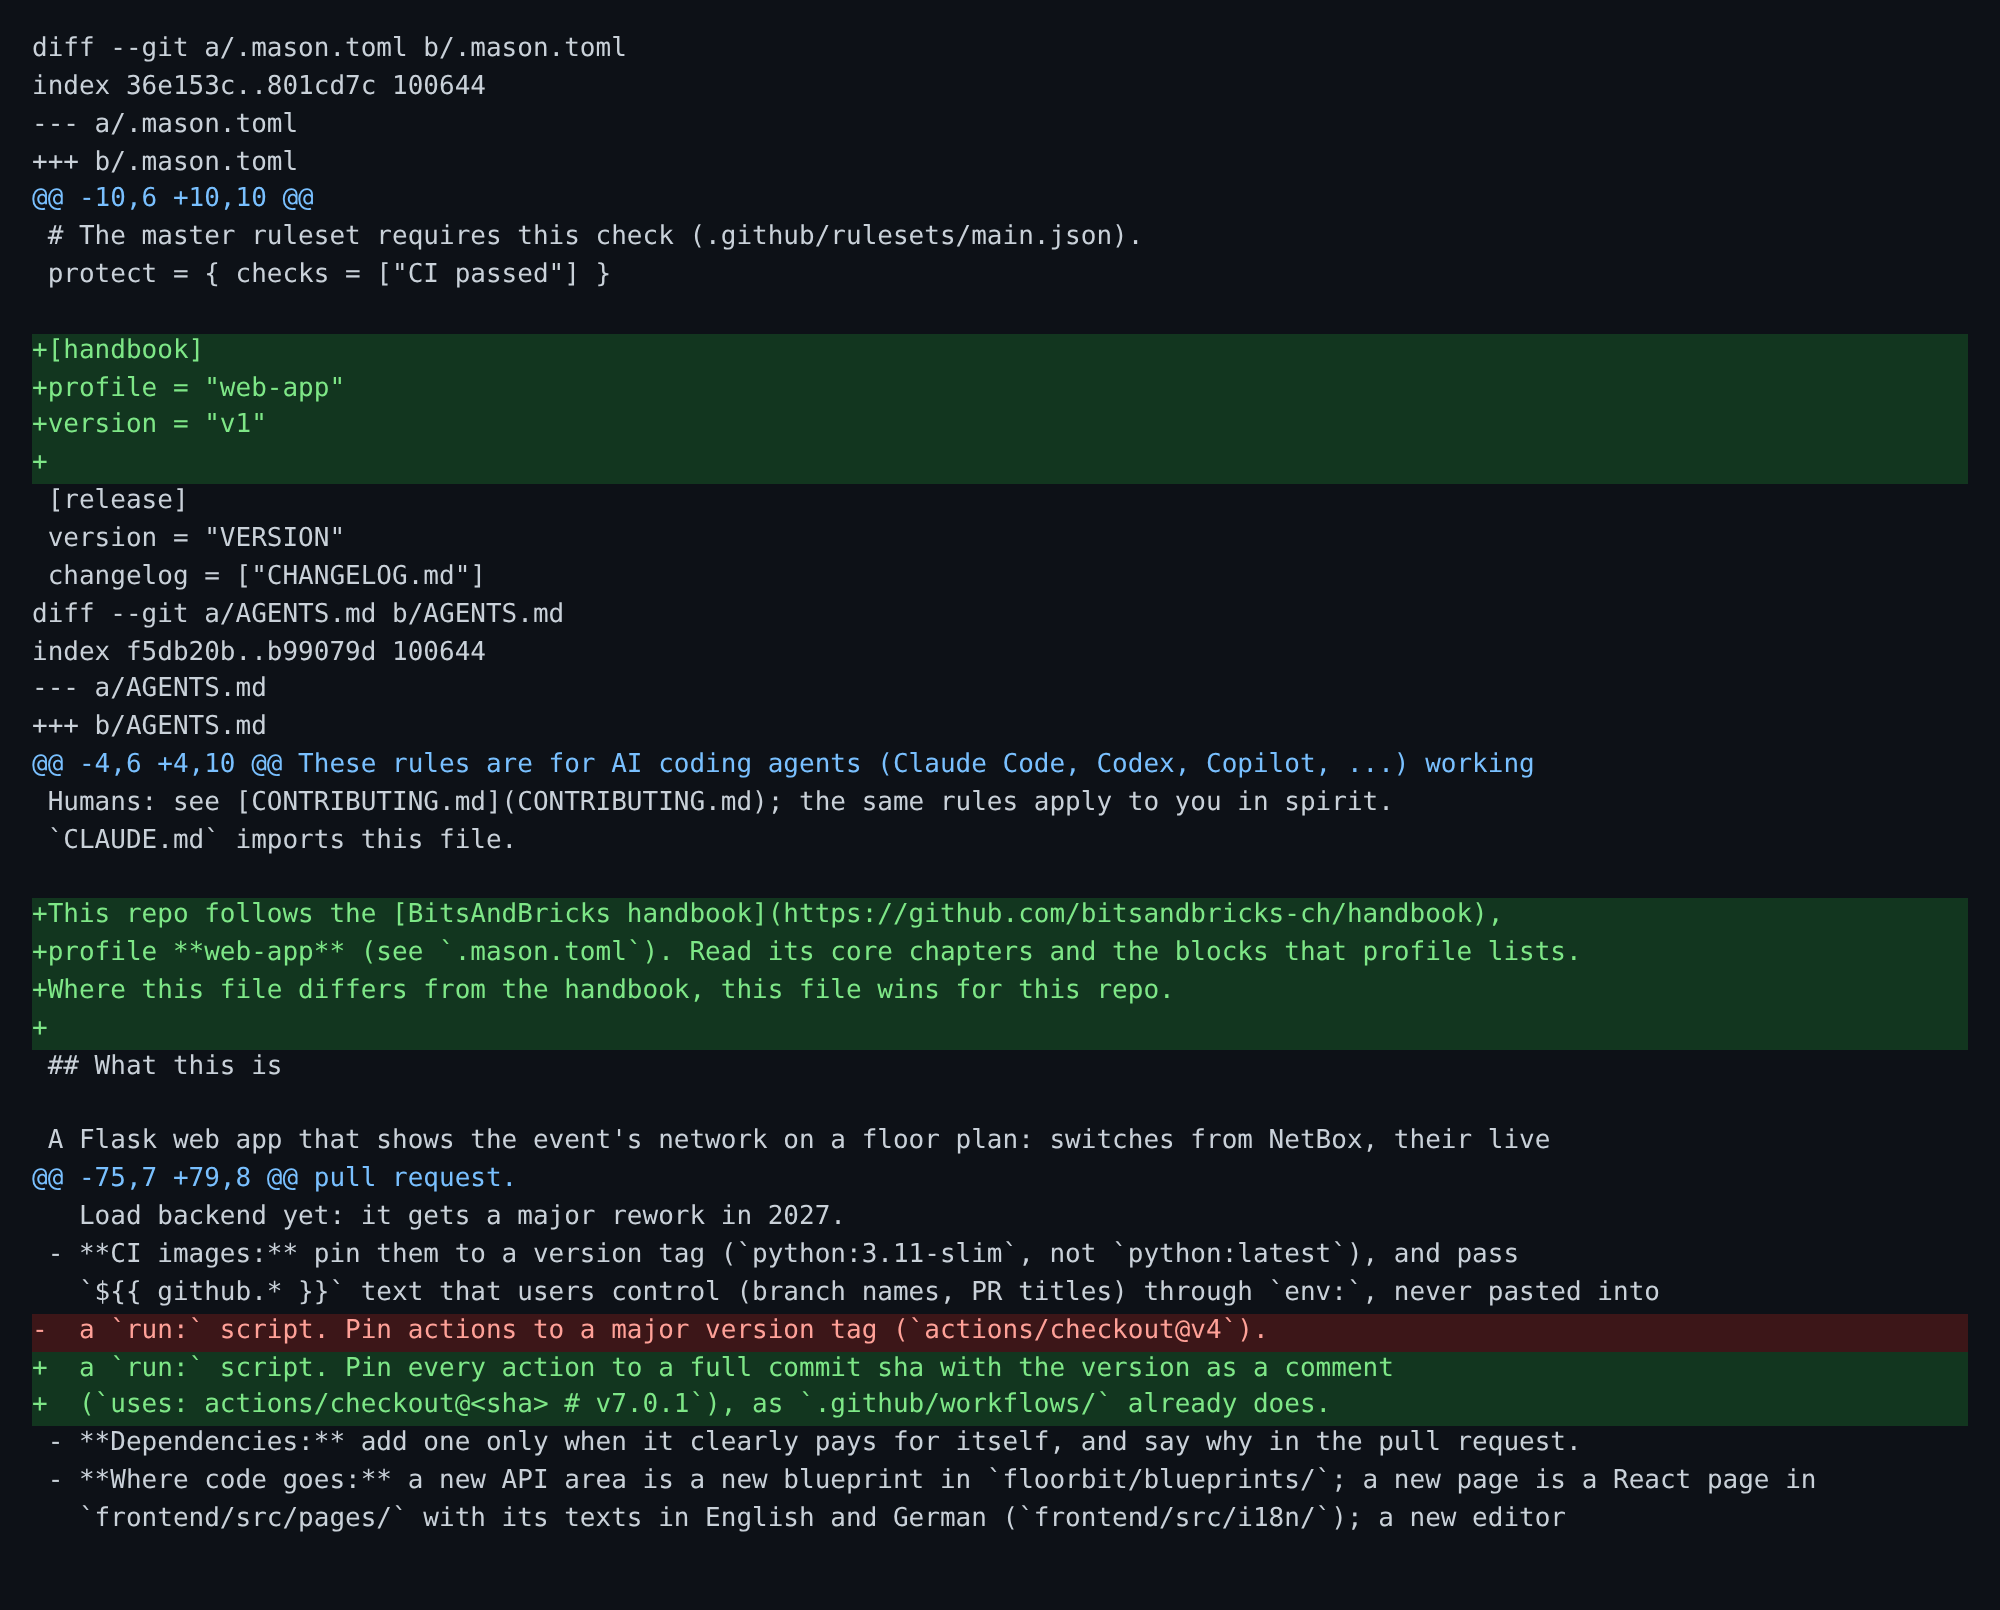 diff --git a/.mason.toml b/.mason.toml
index 36e153c..801cd7c 100644
--- a/.mason.toml
+++ b/.mason.toml
@@ -10,6 +10,10 @@
 # The master ruleset requires this check (.github/rulesets/main.json).
 protect = { checks = ["CI passed"] }

+[handbook]
+profile = "web-app"
+version = "v1"
+
 [release]
 version = "VERSION"
 changelog = ["CHANGELOG.md"]
diff --git a/AGENTS.md b/AGENTS.md
index f5db20b..b99079d 100644
--- a/AGENTS.md
+++ b/AGENTS.md
@@ -4,6 +4,10 @@ These rules are for AI coding agents (Claude Code, Codex, Copilot, ...) working
 Humans: see [CONTRIBUTING.md](CONTRIBUTING.md); the same rules apply to you in spirit.
 `CLAUDE.md` imports this file.

+This repo follows the [BitsAndBricks handbook](https://github.com/bitsandbricks-ch/handbook),
+profile **web-app** (see `.mason.toml`). Read its core chapters and the blocks that profile lists.
+Where this file differs from the handbook, this file wins for this repo.
+
 ## What this is

 A Flask web app that shows the event's network on a floor plan: switches from NetBox, their live
@@ -75,7 +79,8 @@ pull request.
   Load backend yet: it gets a major rework in 2027.
 - **CI images:** pin them to a version tag (`python:3.11-slim`, not `python:latest`), and pass
   `${{ github.* }}` text that users control (branch names, PR titles) through `env:`, never pasted into
-  a `run:` script. Pin actions to a major version tag (`actions/checkout@v4`).
+  a `run:` script. Pin every action to a full commit sha with the version as a comment
+  (`uses: actions/checkout@<sha> # v7.0.1`), as `.github/workflows/` already does.
 - **Dependencies:** add one only when it clearly pays for itself, and say why in the pull request.
 - **Where code goes:** a new API area is a new blueprint in `floorbit/blueprints/`; a new page is a React page in
   `frontend/src/pages/` with its texts in English and German (`frontend/src/i18n/`); a new editor